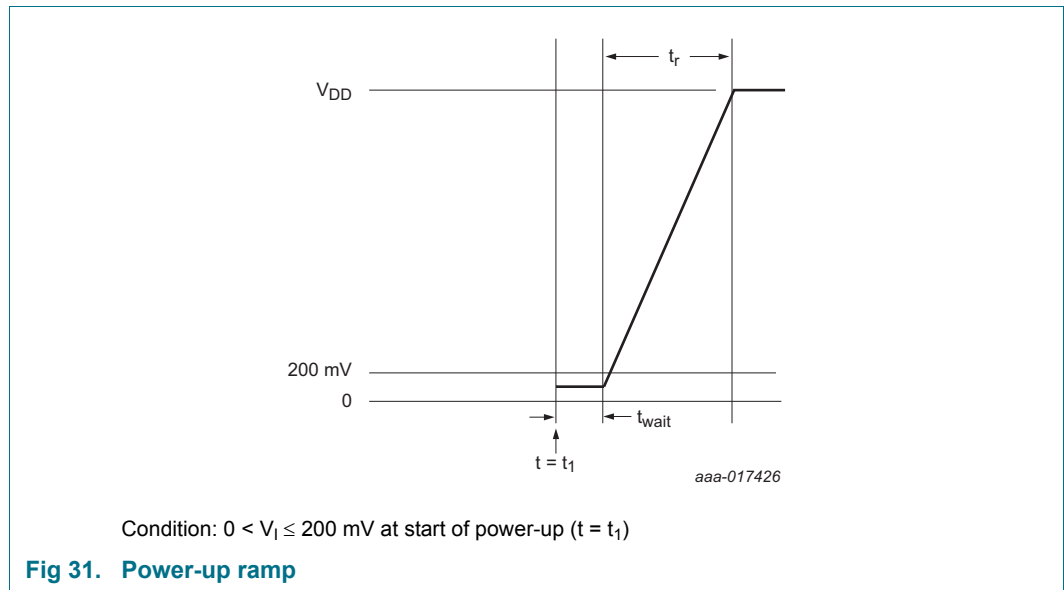 tr
VDD
200 mV
0
twait
t = t1
aaa-017426
Condition: 0 < VI ≤ 200 mV at start of power-up (t = t1)
Fig 31. Power-up ramp